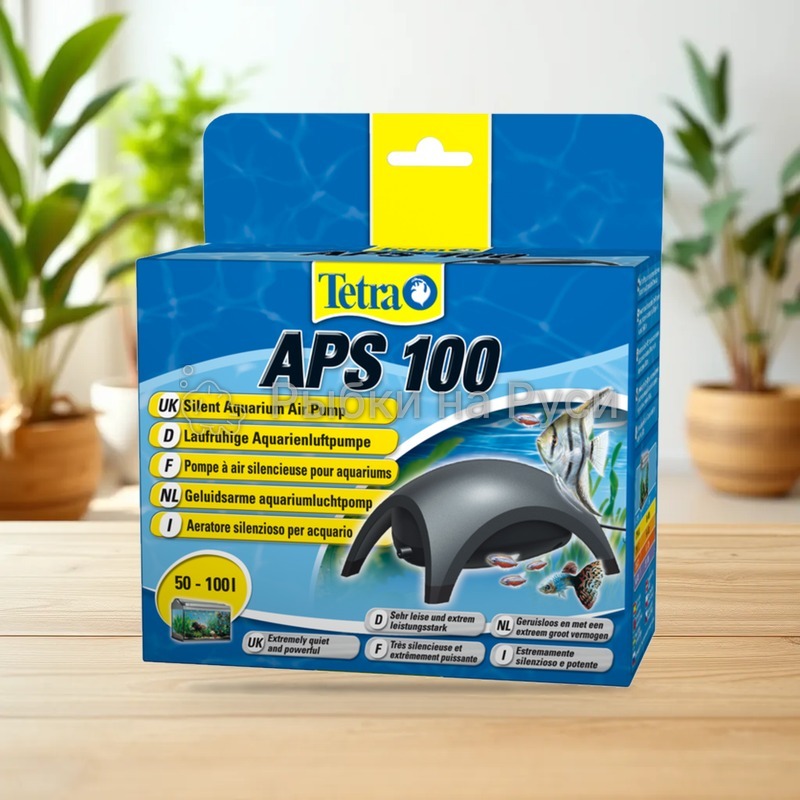 Tetra
APS 100
UK Silent Aquarium Air Pump
D Laufruhige Aquarienluftpumpe
F Pompe à air silencieuse pour aquariums
NL Geluidsarme aquariumluchtpomp
I Aeratore silenzioso per acquario
Рыбки на Руси
50 - 100 l
D Sehr leise und extrem
leistungsstark
NL Geruisloos en met een
extreem groot vermogen
UK Extremely quiet
and powerful
F Très silencieuse et
extrêmement puissante
I Estremamente
silenzioso e potente